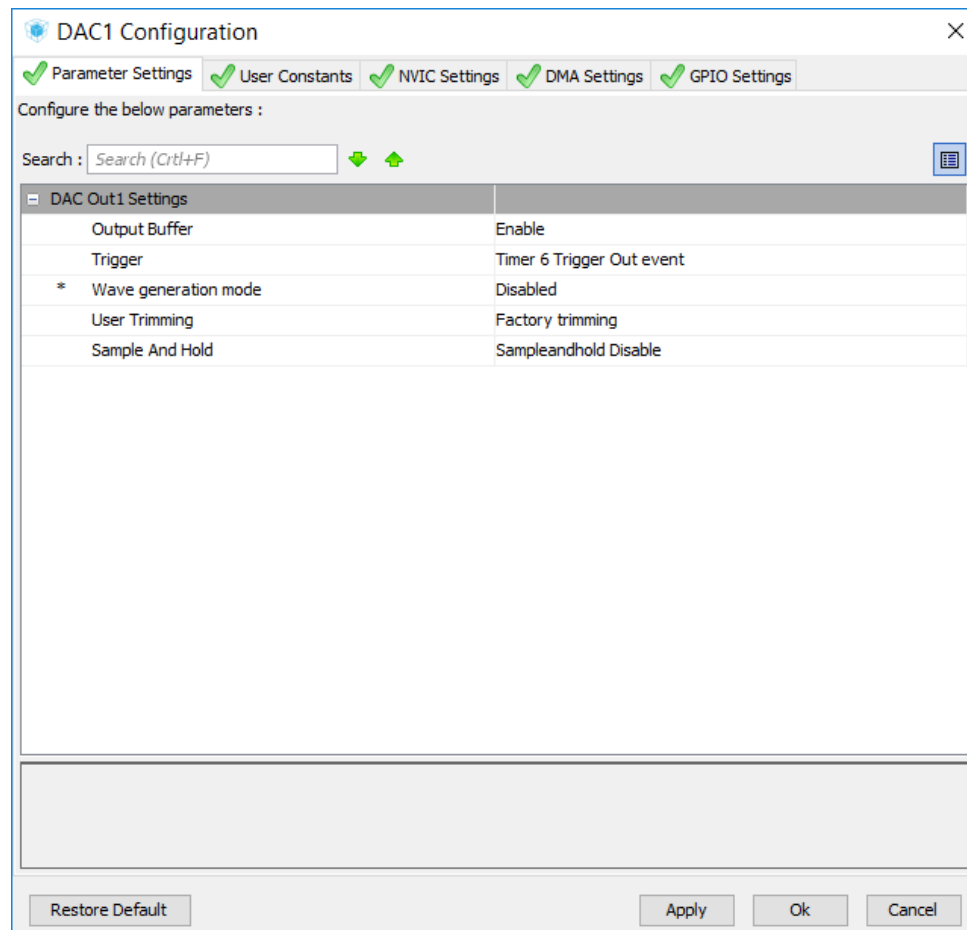 DAC1 Configuration
Parameter Settings User Constants NVIC Settings DMA Settings GPIO Settings
Configure the below parameters :
Search : Search (Crtl+F)
DAC Out1 Settings
Output Buffer Enable
Trigger Timer 6 Trigger Out event
* Wave generation mode Disabled
User Trimming Factory trimming
Sample And Hold Sampleandhold Disable
Restore Default Apply Ok Cancel